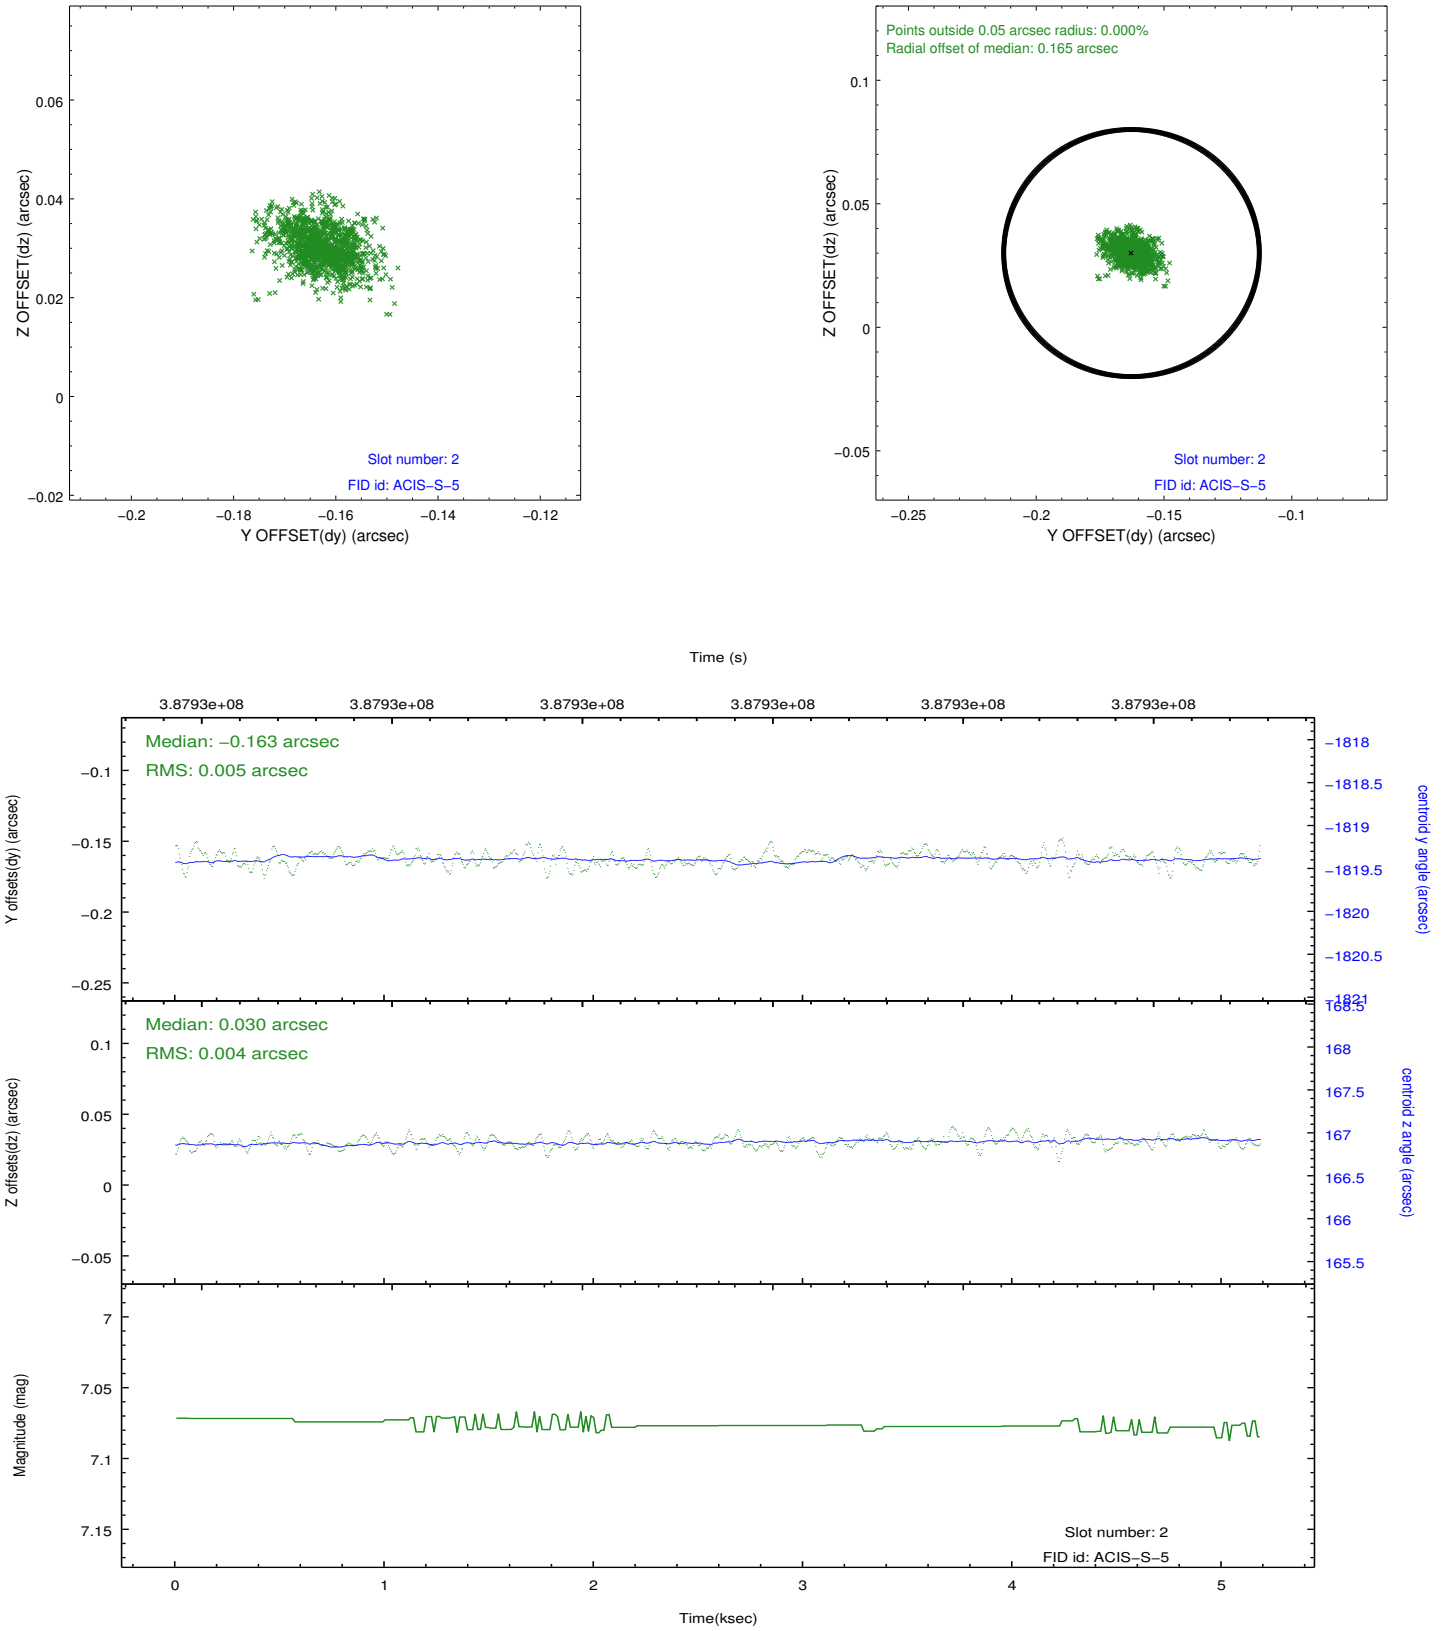 0.06
0.04
0.02
0
−0.02
−0.2
−0.18
−0.16
−0.14
−0.12
Z OFFSET(dz) (arcsec)
Y OFFSET(dy) (arcsec)
Slot number: 2
FID id: ACIS−S−5
Points outside 0.05 arcsec radius: 0.000%
Radial offset of median: 0.165 arcsec
0.1
0.05
0
−0.05
−0.25
−0.2
−0.15
−0.1
Z OFFSET(dz) (arcsec)
Y OFFSET(dy) (arcsec)
Slot number: 2
FID id: ACIS−S−5
Time (s)
3.8793e+08
3.8793e+08
3.8793e+08
3.8793e+08
3.8793e+08
3.8793e+08
Median: −0.163 arcsec
RMS: 0.005 arcsec
−0.1
−0.15
−0.2
−0.25
Y offsets(dy) (arcsec)
−1818
−1818.5
−1819
−1819.5
−1820
−1820.5
−1821
centroid y angle (arcsec)
Median: 0.030 arcsec
RMS: 0.004 arcsec
0.1
0.05
0
−0.05
Z offsets(dz) (arcsec)
168.5
168
167.5
167
166.5
166
165.5
centroid z angle (arcsec)
7
7.05
7.1
7.15
Magnitude (mag)
Slot number: 2
FID id: ACIS−S−5
0
1
2
3
4
5
Time(ksec)